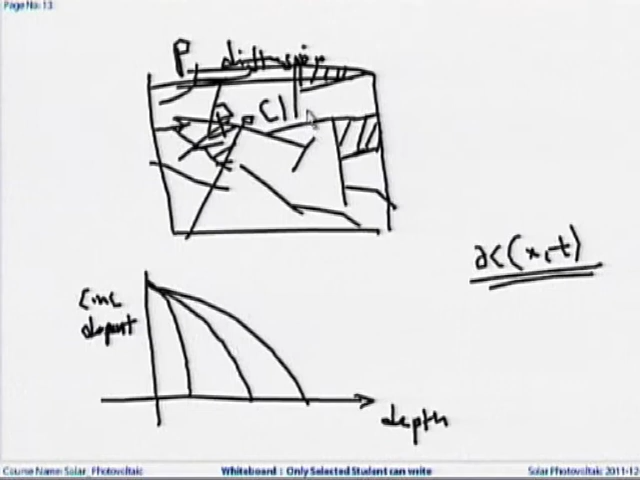 Page No: 13
P diffusion
P
Cl
∂C(x,t)
Conc
dopant
depth
Course Name: Solar_Photovoltaic
Whiteboard : Only Selected Student can write
Solar Photovoltaic 2011-12